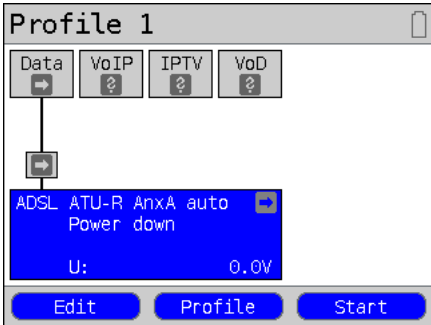 Profile 1
Data VoIP IPTV VoD
? ? ?
ADSL ATU-R AnxA auto
Power down
U: 0.0V
Edit Profile Start